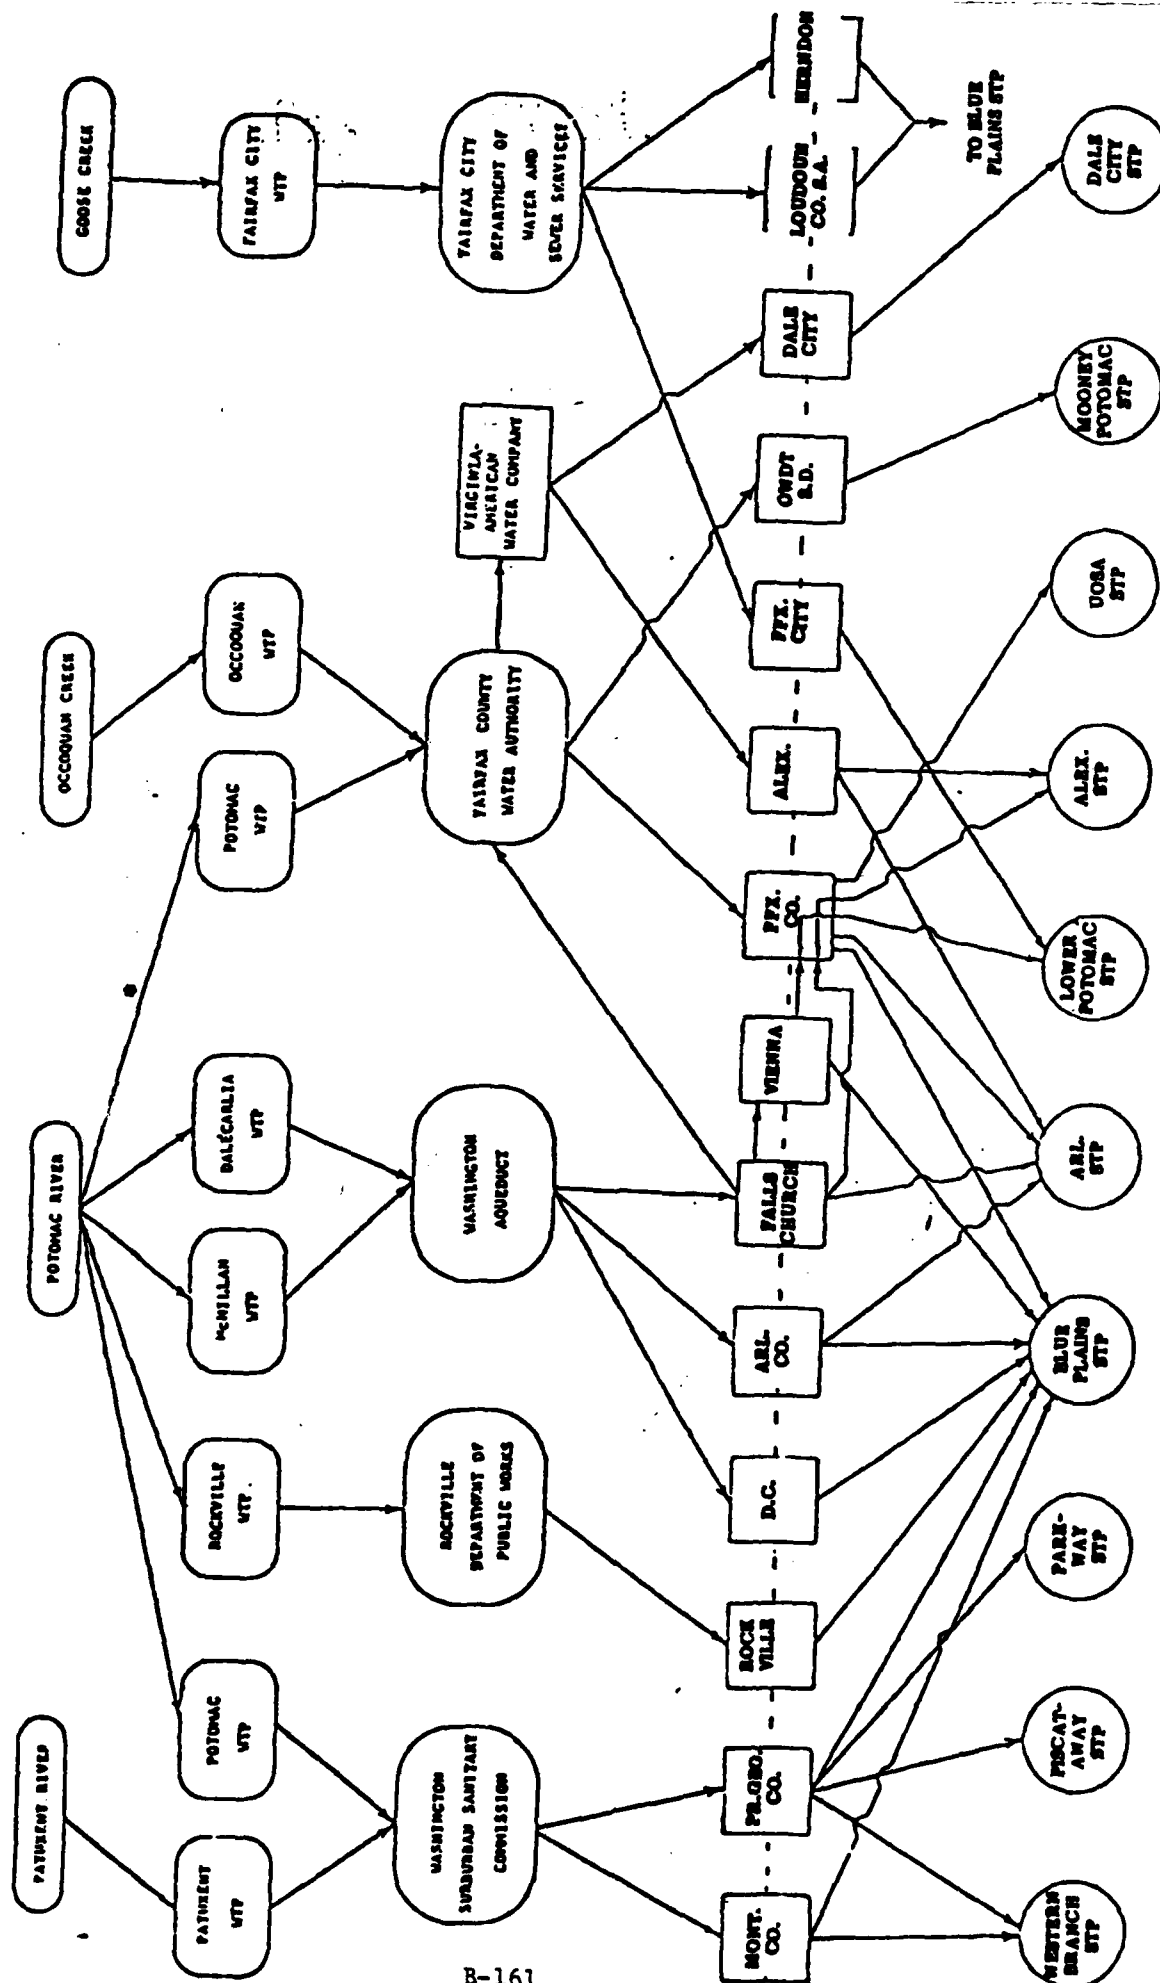 PATUXENT RIVER
POTOMAC RIVER
OCCOQUAN CREEK
GOOSE CREEK
PATUXENT
WTP
POTOMAC
WTP
ROCKVILLE
WTP.
McMILLAN
WTP
DALECARLIA
WTP
POTOMAC
WTP
OCCOQUAN
WTP
FAIRFAX CITY
WTP
*
WASHINGTON
SUBURBAN SANITARY
COMMISSION
ROCKVILLE
DEPARTMENT OF
PUBLIC WORKS
WASHINGTON
AQUEDUCT
FAIRFAX COUNTY
WATER AUTHORITY
VIRGINIA-
AMERICAN
WATER COMPANY
FAIRFAX CITY
DEPARTMENT OF
WATER AND
SEWER SERVICES
MONT.
CO.
PR.GEO.
CO.
ROCK
VILLE
D.C.
ARL.
CO.
FALLS
CHURCH
VIENNA
FFX.
CO.
ALEX.
FFX.
CITY
OWDT
S.D.
DALE
CITY
LOUDOUN
CO. S.A.
HERNDON
TO BLUE
PLAINS STP
WESTERN
BRANCH
STP
PISCAT-
AWAY
STP
PARK-
WAY
STP
BLUE
PLAINS
STP
ARL.
STP
LOWER
POTOMAC
STP
ALEX.
STP
UOSA
STP
MOONEY
POTOMAC
STP
DALE
CITY
STP
B-161